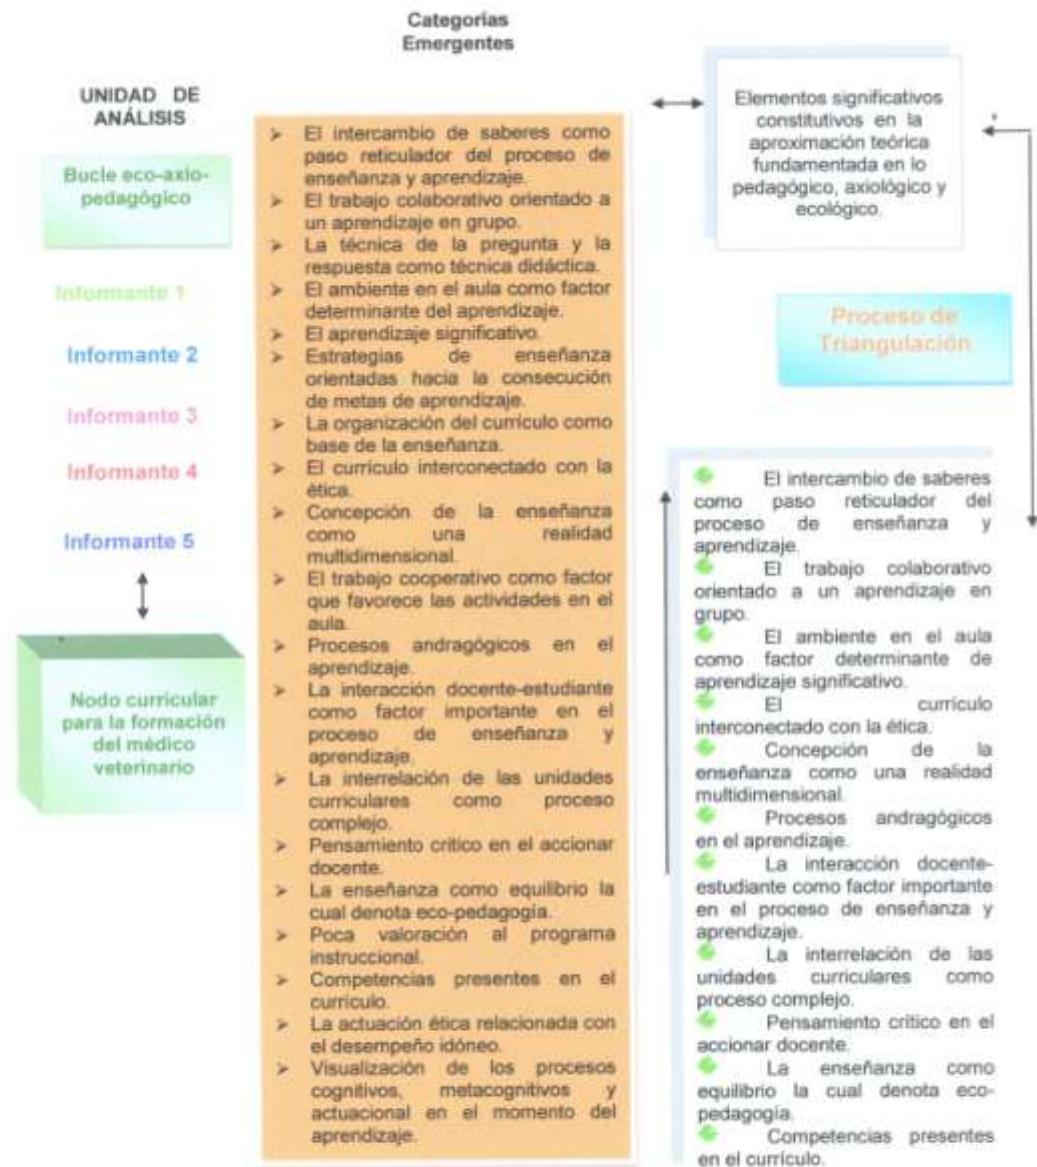 Categorías
Emergentes
UNIDAD DE
ANÁLISIS
Bucle eco-axio-
pedagógico
Informante 1
Informante 2
Informante 3
Informante 4
Informante 5
Nodo curricular
para la formación
del médico
veterinario
➤ El intercambio de saberes como
paso reticulador del proceso de
enseñanza y aprendizaje.
➤ El trabajo colaborativo orientado a
un aprendizaje en grupo.
➤ La técnica de la pregunta y la
respuesta como técnica didáctica.
➤ El ambiente en el aula como factor
determinante del aprendizaje.
➤ El aprendizaje significativo.
➤ Estrategias de enseñanza
orientadas hacia la consecución
de metas de aprendizaje.
➤ La organización del currículo como
base de la enseñanza.
➤ El currículo interconectado con la
ética.
➤ Concepción de la enseñanza
como una realidad
multidimensional.
➤ El trabajo cooperativo como factor
que favorece las actividades en el
aula.
➤ Procesos andragógicos en el
aprendizaje.
➤ La interacción docente-estudiante
como factor importante en el
proceso de enseñanza y
aprendizaje.
➤ La interrelación de las unidades
curriculares como proceso
complejo.
➤ Pensamiento crítico en el accionar
docente.
➤ La enseñanza como equilibrio la
cual denota eco-pedagogía.
➤ Poca valoración al programa
instruccional.
➤ Competencias presentes en el
currículo.
➤ La actuación ética relacionada con
el desempeño idóneo.
➤ Visualización de los procesos
cognitivos, metacognitivos y
actuacional en el momento del
aprendizaje.
Elementos significativos
constitutivos en la
aproximación teórica
fundamentada en lo
pedagógico, axiológico y
ecológico.
Proceso de
Triangulación
El intercambio de saberes
como paso reticulador del
proceso de enseñanza y
aprendizaje.
El trabajo colaborativo
orientado a un aprendizaje en
grupo.
El ambiente en el aula
como factor determinante de
aprendizaje significativo.
El currículo
interconectado con la ética.
Concepción de la
enseñanza como una realidad
multidimensional.
Procesos andragógicos
en el aprendizaje.
La interacción docente-
estudiante como factor importante
en el proceso de enseñanza y
aprendizaje.
La interrelación de las
unidades curriculares como
proceso complejo.
Pensamiento crítico en el
accionar docente.
La enseñanza como
equilibrio la cual denota eco-
pedagogía.
Competencias presentes
en el currículo.